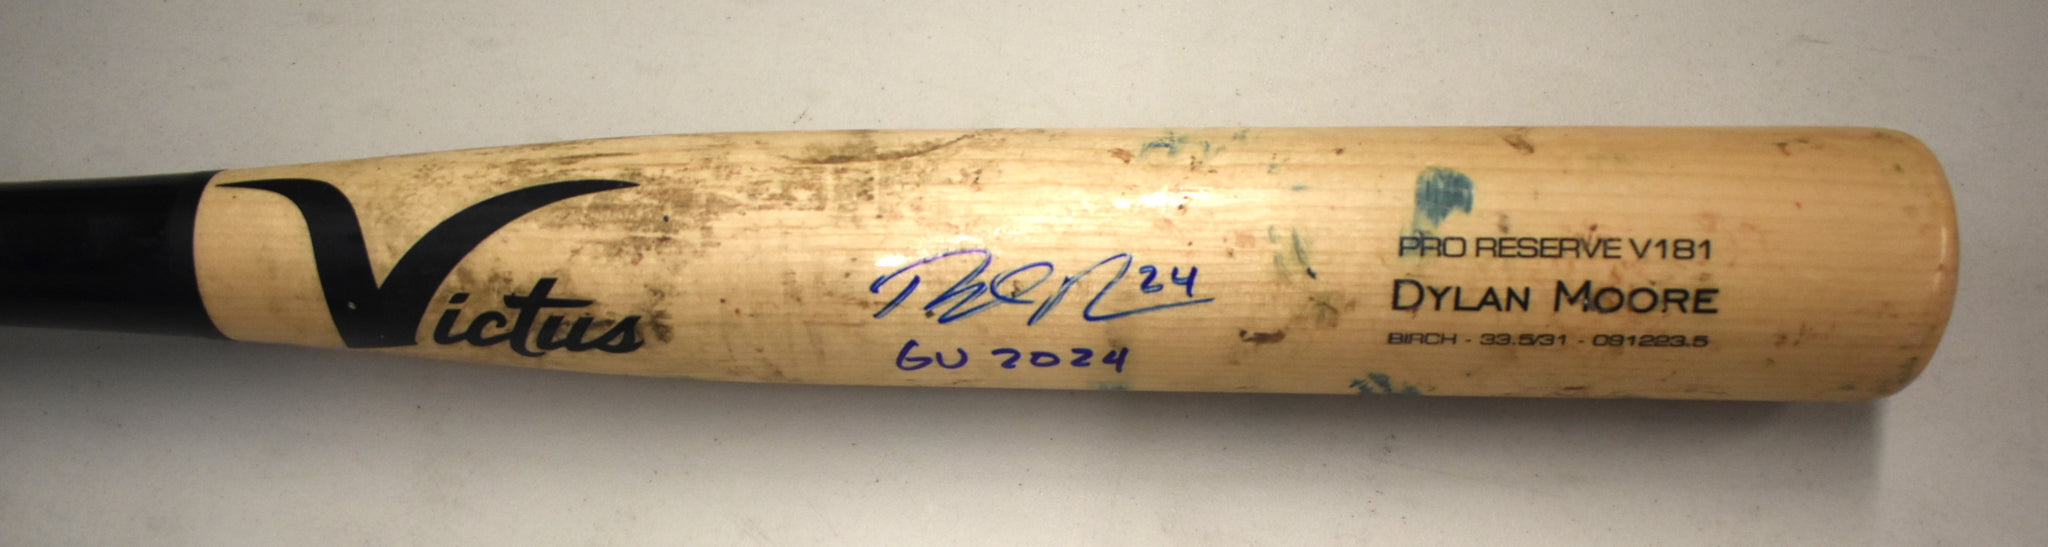 Victus
24
GU 2024
PRO RESERVE V181
DYLAN MOORE
BIRCH - 33.5/31 - 091223.5